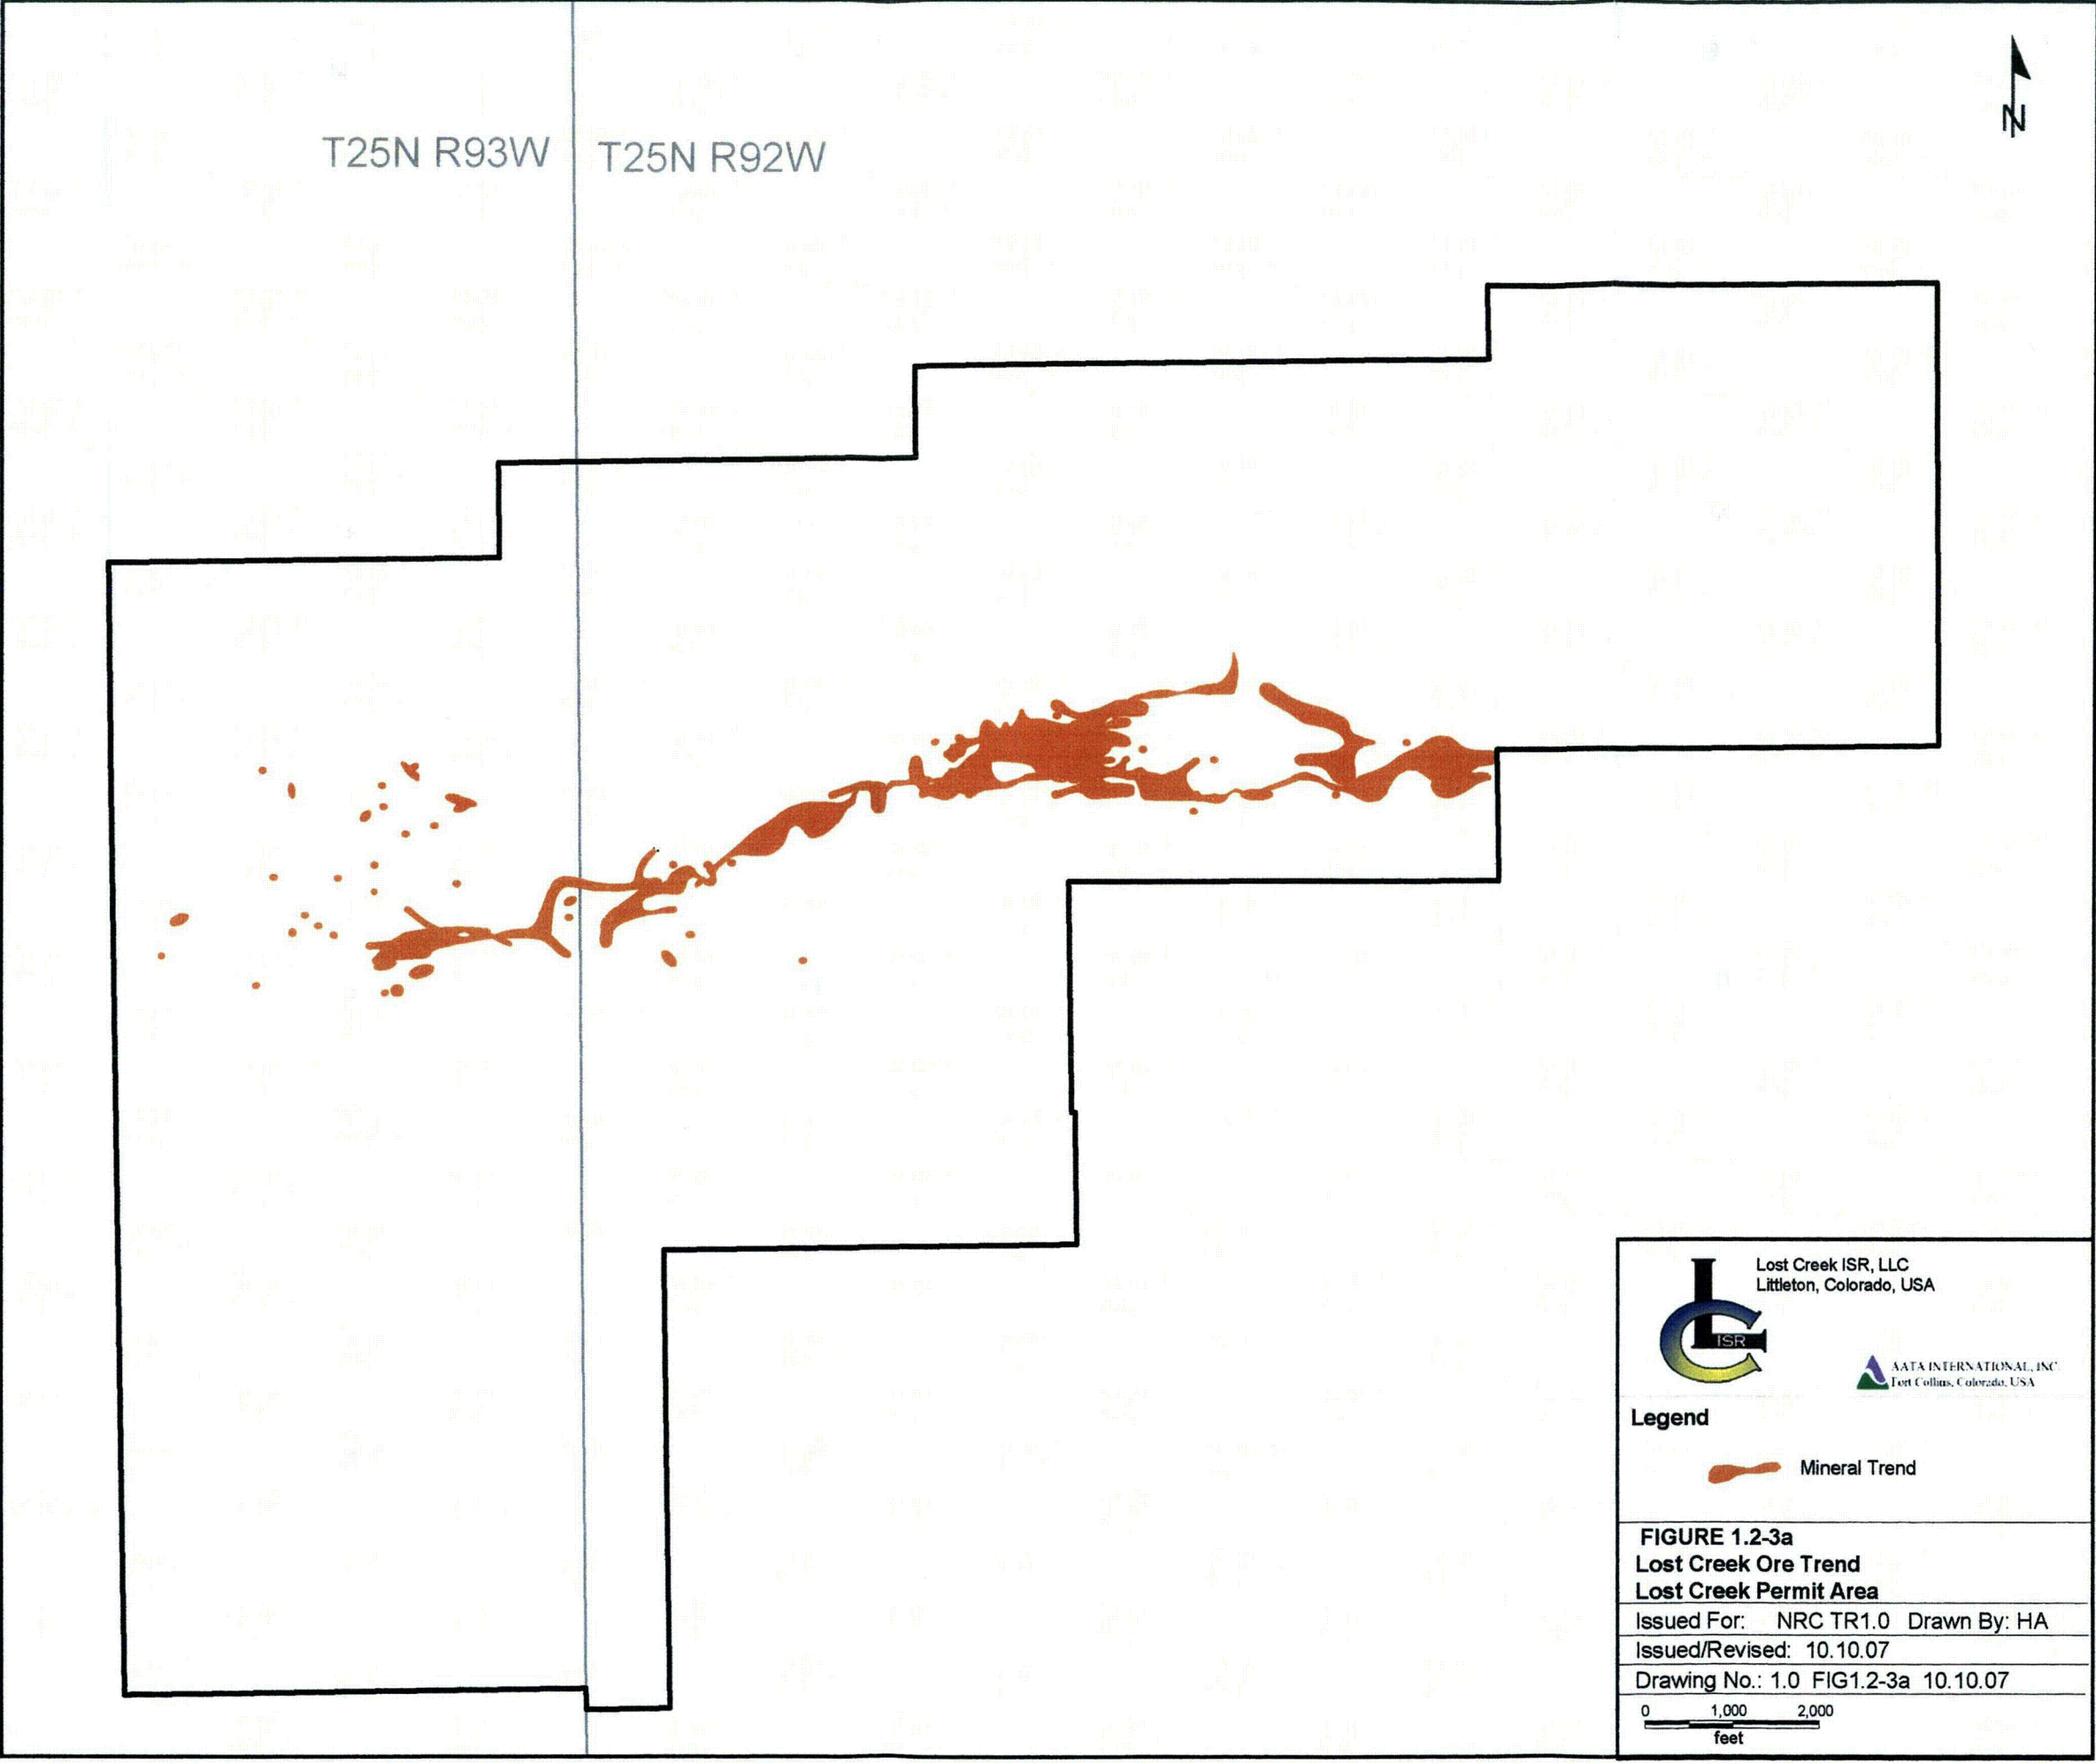 T25N R93W T25N R92W
N
Lost Creek ISR, LLC
Littleton, Colorado, USA
ISR
AATA INTERNATIONAL, INC.
Fort Collins, Colorado, USA
Legend
Mineral Trend
FIGURE 1.2-3a
Lost Creek Ore Trend
Lost Creek Permit Area
Issued For: NRC TR1.0 Drawn By: HA
Issued/Revised: 10.10.07
Drawing No.: 1.0 FIG1.2-3a 10.10.07
0 1,000 2,000
feet